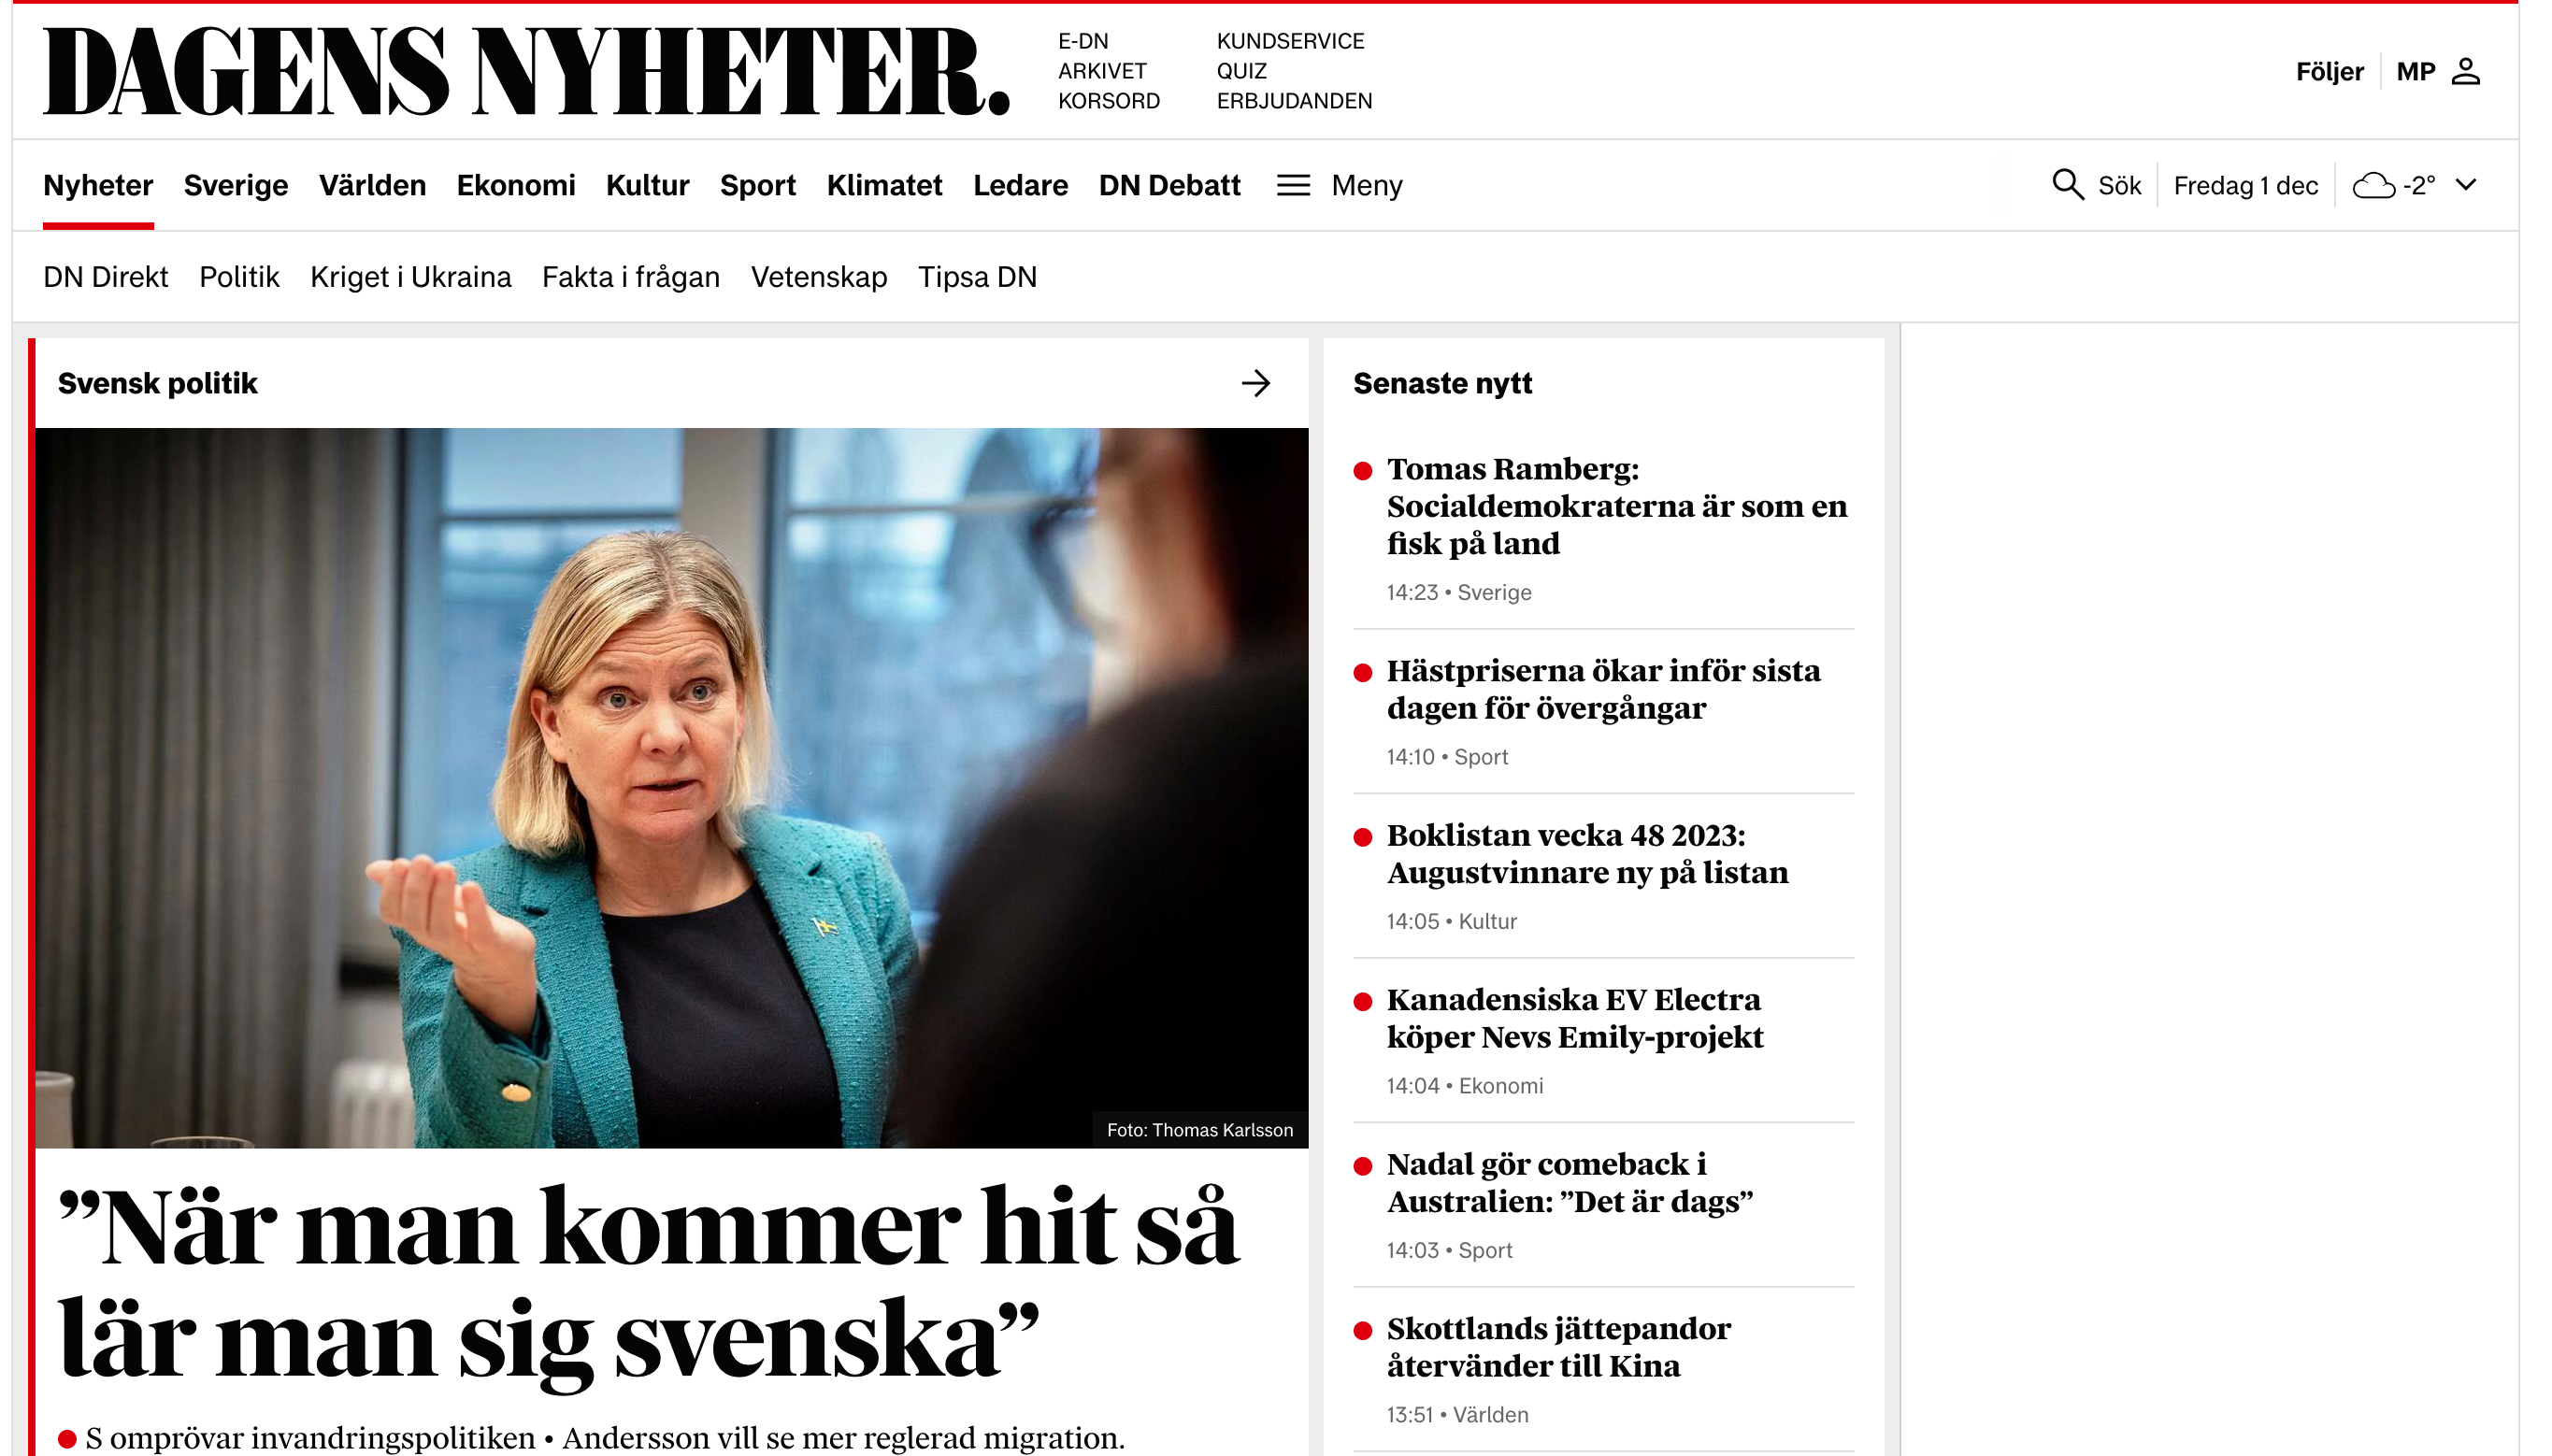 DAGENS NYHETER.
E-DN
ARKIVET
KORSORD
KUNDSERVICE
QUIZ
ERBJUDANDEN
Följer
MP
Nyheter Sverige Världen Ekonomi Kultur Sport Klimatet Ledare DN Debatt Meny
Sök Fredag 1 dec -2°
DN Direkt Politik Kriget i Ukraina Fakta i frågan Vetenskap Tipsa DN
Svensk politik
Foto: Thomas Karlsson
”När man kommer hit så
lär man sig svenska”
S omprövar invandringspolitiken • Andersson vill se mer reglerad migration.
Senaste nytt
Tomas Ramberg:
Socialdemokraterna är som en
fisk på land
14:23 • Sverige
Hästpriserna ökar inför sista
dagen för övergångar
14:10 • Sport
Boklistan vecka 48 2023:
Augustvinnare ny på listan
14:05 • Kultur
Kanadensiska EV Electra
köper Nevs Emily-projekt
14:04 • Ekonomi
Nadal gör comeback i
Australien: ”Det är dags”
14:03 • Sport
Skottlands jättepandor
återvänder till Kina
13:51 • Världen